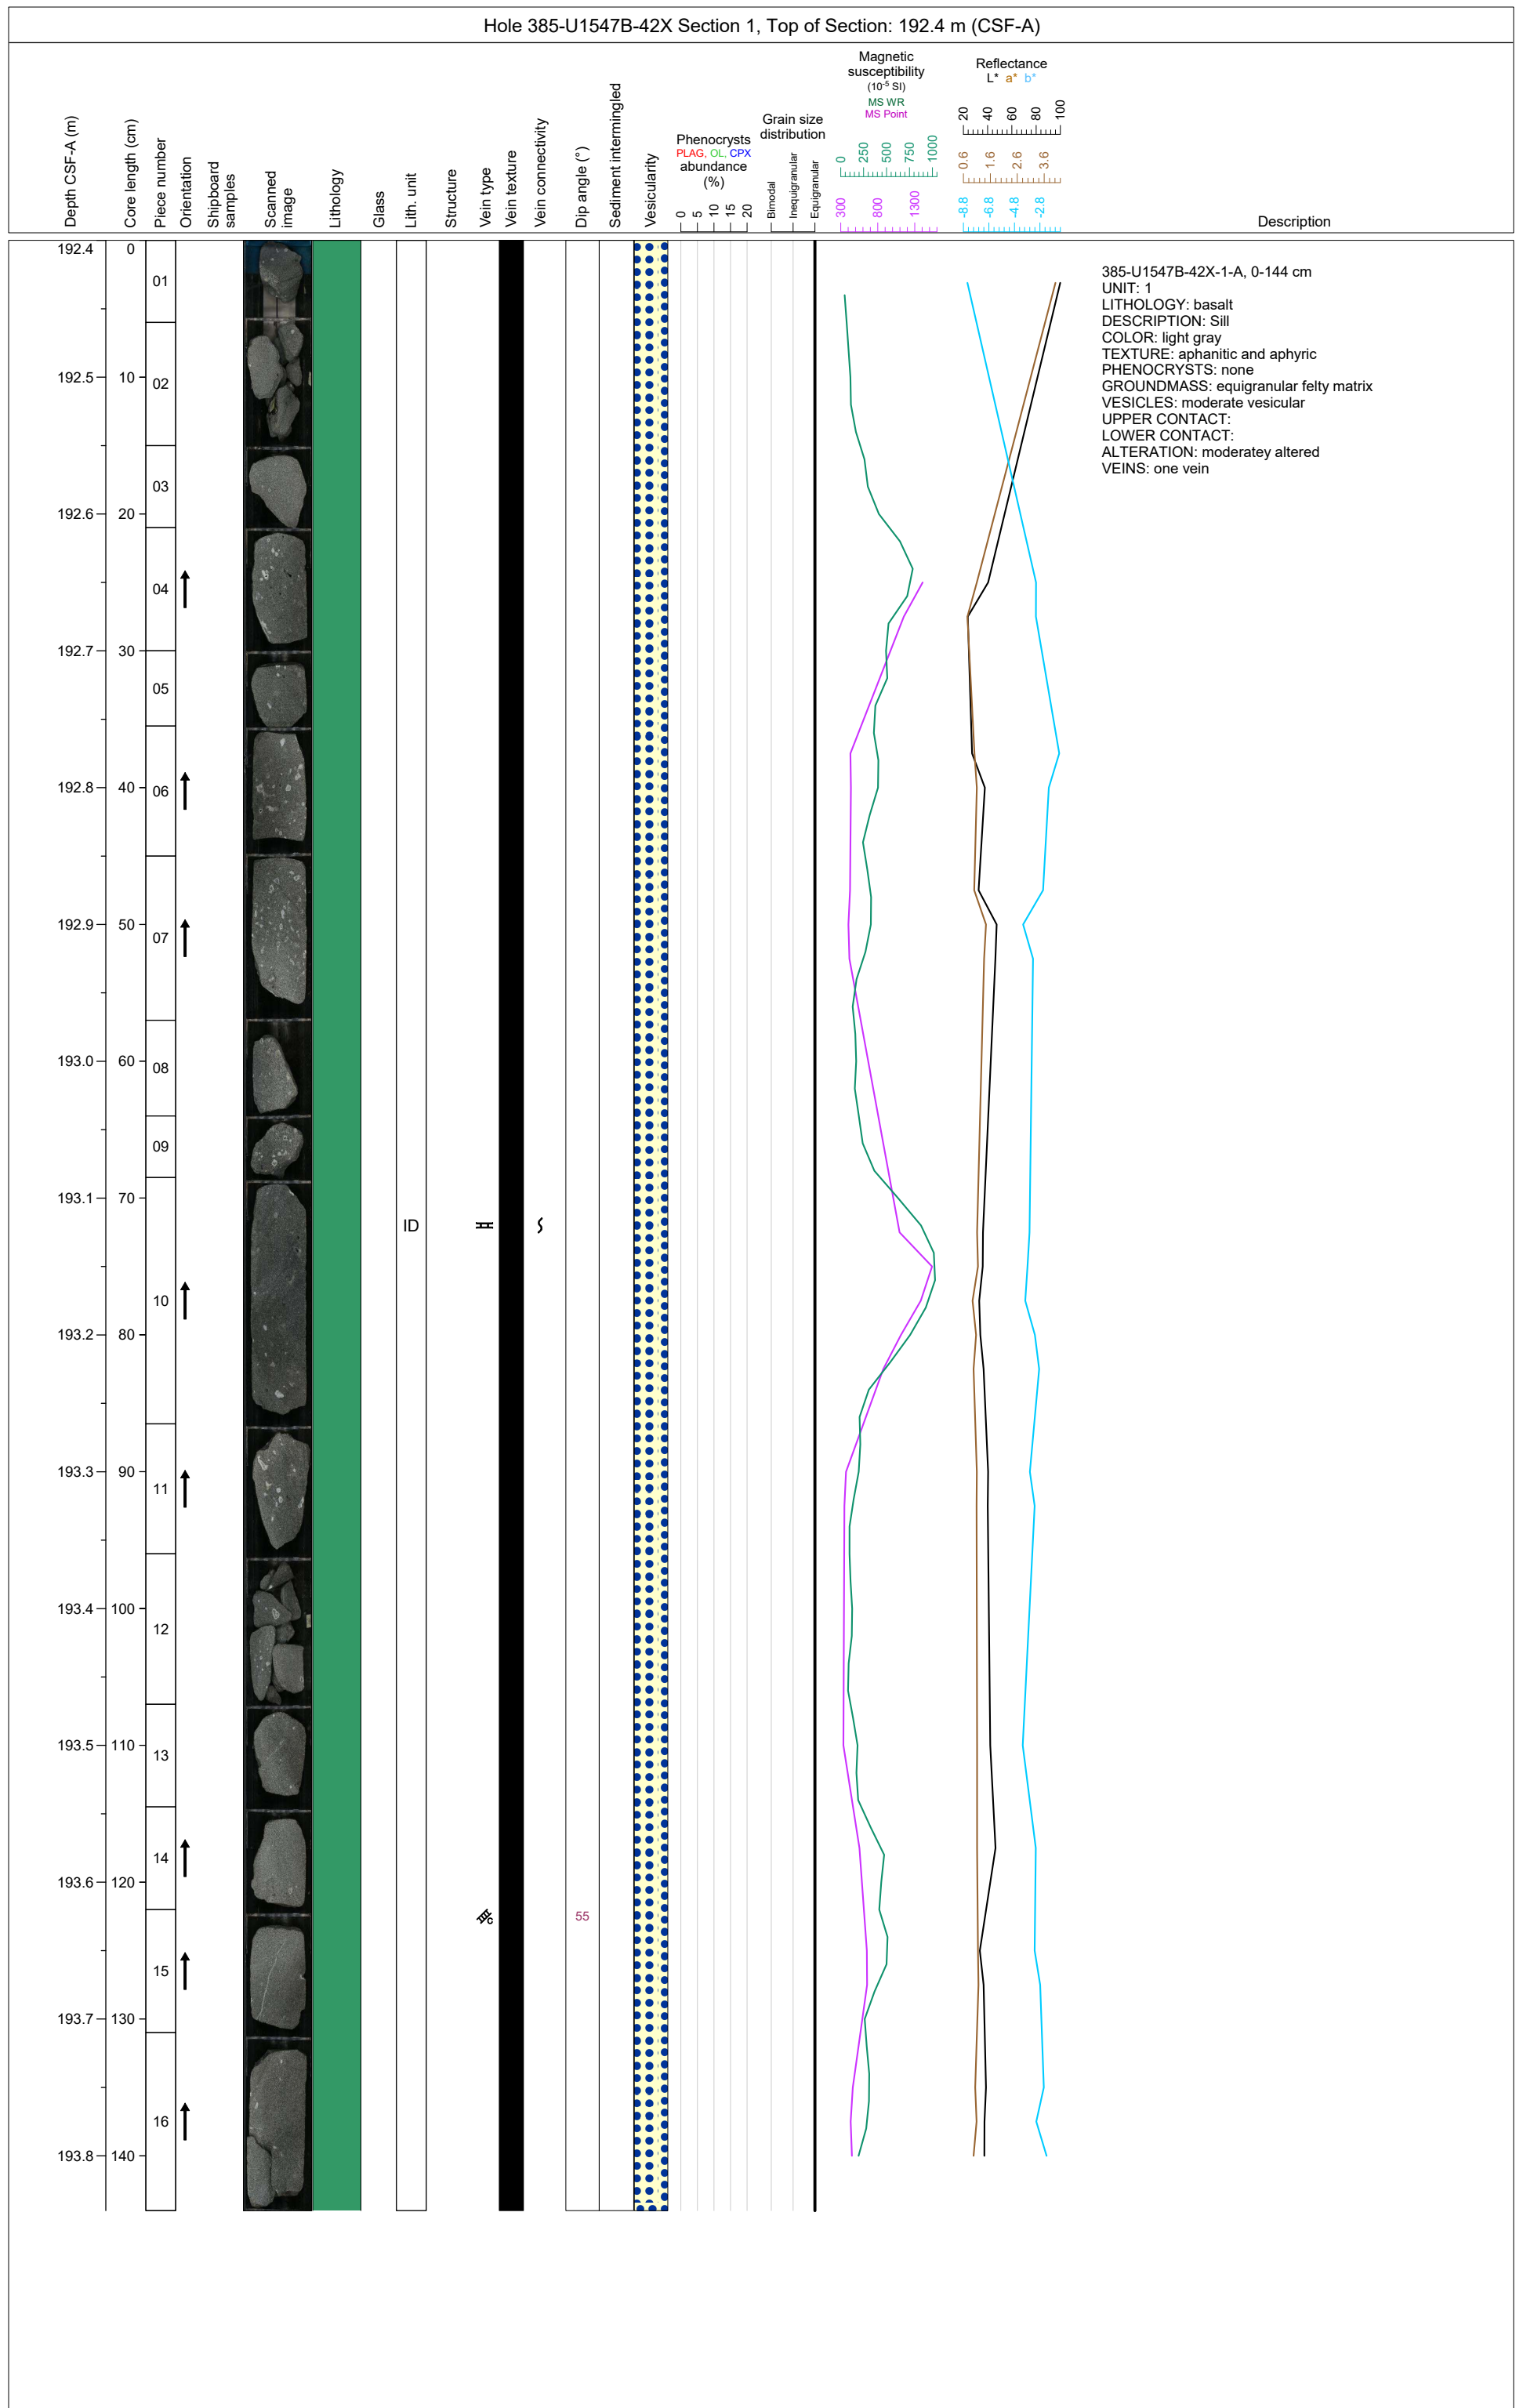 Hole 385-U1547B-42X Section 1, Top of Section: 192.4 m (CSF-A)
Depth CSF-A (m)
Core length (cm)
Piece number
Orientation
Shipboard
samples
Scanned
image
Lithology
Glass
Lith. unit
Structure
Vein type
Vein texture
Vein connectivity
Dip angle (°)
Sediment intermingled
Vesicularity
Phenocrysts
PLAG, OL, CPX
abundance
(%)
0 5 10 15 20
Grain size
distribution
Bimodal
Inequigranular
Equigranular
Magnetic
susceptibility
(10⁻⁵ SI)
MS WR
MS Point
0 250 500 750 1000
300 800 1300
Reflectance
L* a* b*
20 40 60 80 100
0.6 1.6 2.6 3.6
-8.8 -6.8 -4.8 -2.8
Description
192.4 0
01
192.5 10
02
03
192.6 20
04
192.7 30
05
192.8 40
06
192.9 50
07
193.0 60
08
09
193.1 70
ID
10
193.2 80
193.3 90
11
193.4 100
12
193.5 110
13
14
193.6 120
55
15
193.7 130
16
193.8 140
385-U1547B-42X-1-A, 0-144 cm
UNIT: 1
LITHOLOGY: basalt
DESCRIPTION: Sill
COLOR: light gray
TEXTURE: aphanitic and aphyric
PHENOCRYSTS: none
GROUNDMASS: equigranular felty matrix
VESICLES: moderate vesicular
UPPER CONTACT:
LOWER CONTACT:
ALTERATION: moderatey altered
VEINS: one vein